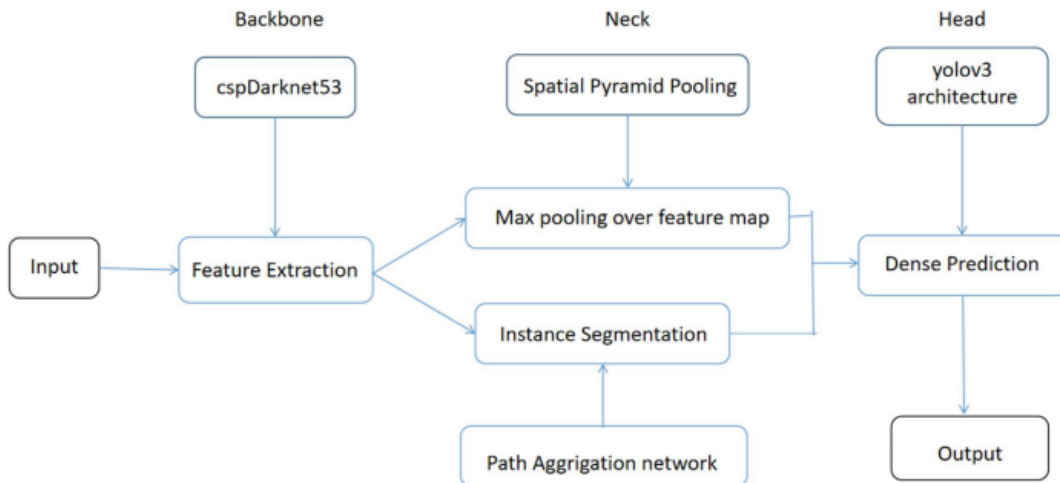 Backbone
Neck
Head
cspDarknet53
Spatial Pyramid Pooling
yolov3
architecture
Max pooling over feature map
Input
Feature Extraction
Dense Prediction
Instance Segmentation
Path Aggrigation network
Output